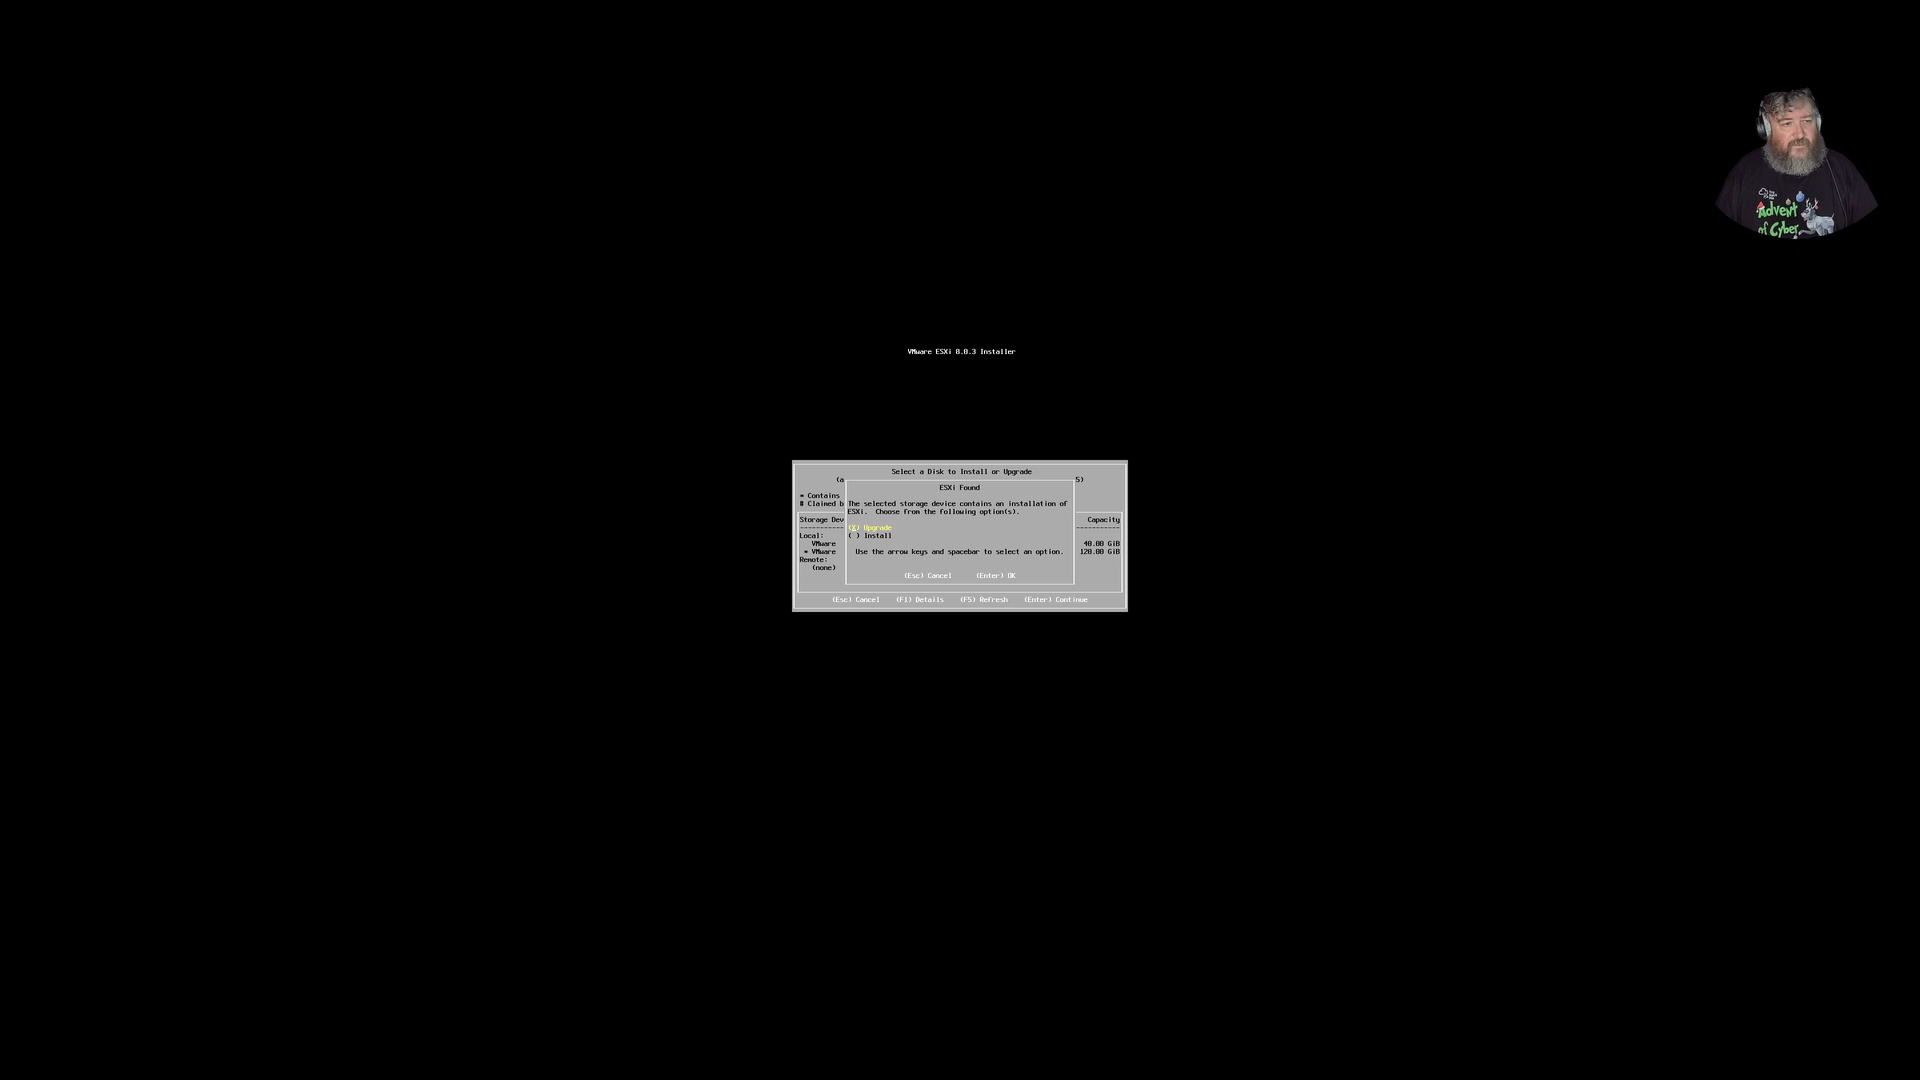 VMware ESXi 8.0.3 Installer
Select a Disk to Install or Upgrade
(a
5)
ESXi Found
* Contains
# Claimed b
The selected storage device contains an installation of
ESXi. Choose from the following option(s).
Storage Dev
Capacity
(X) Upgrade
( ) Install
Local:
VMware
40.00 GiB
* VMware
120.00 GiB
Use the arrow keys and spacebar to select an option.
Remote:
(none)
(Esc) Cancel (Enter) OK
(Esc) Cancel (F1) Details (F5) Refresh (Enter) Continue
Advent
of Cyber